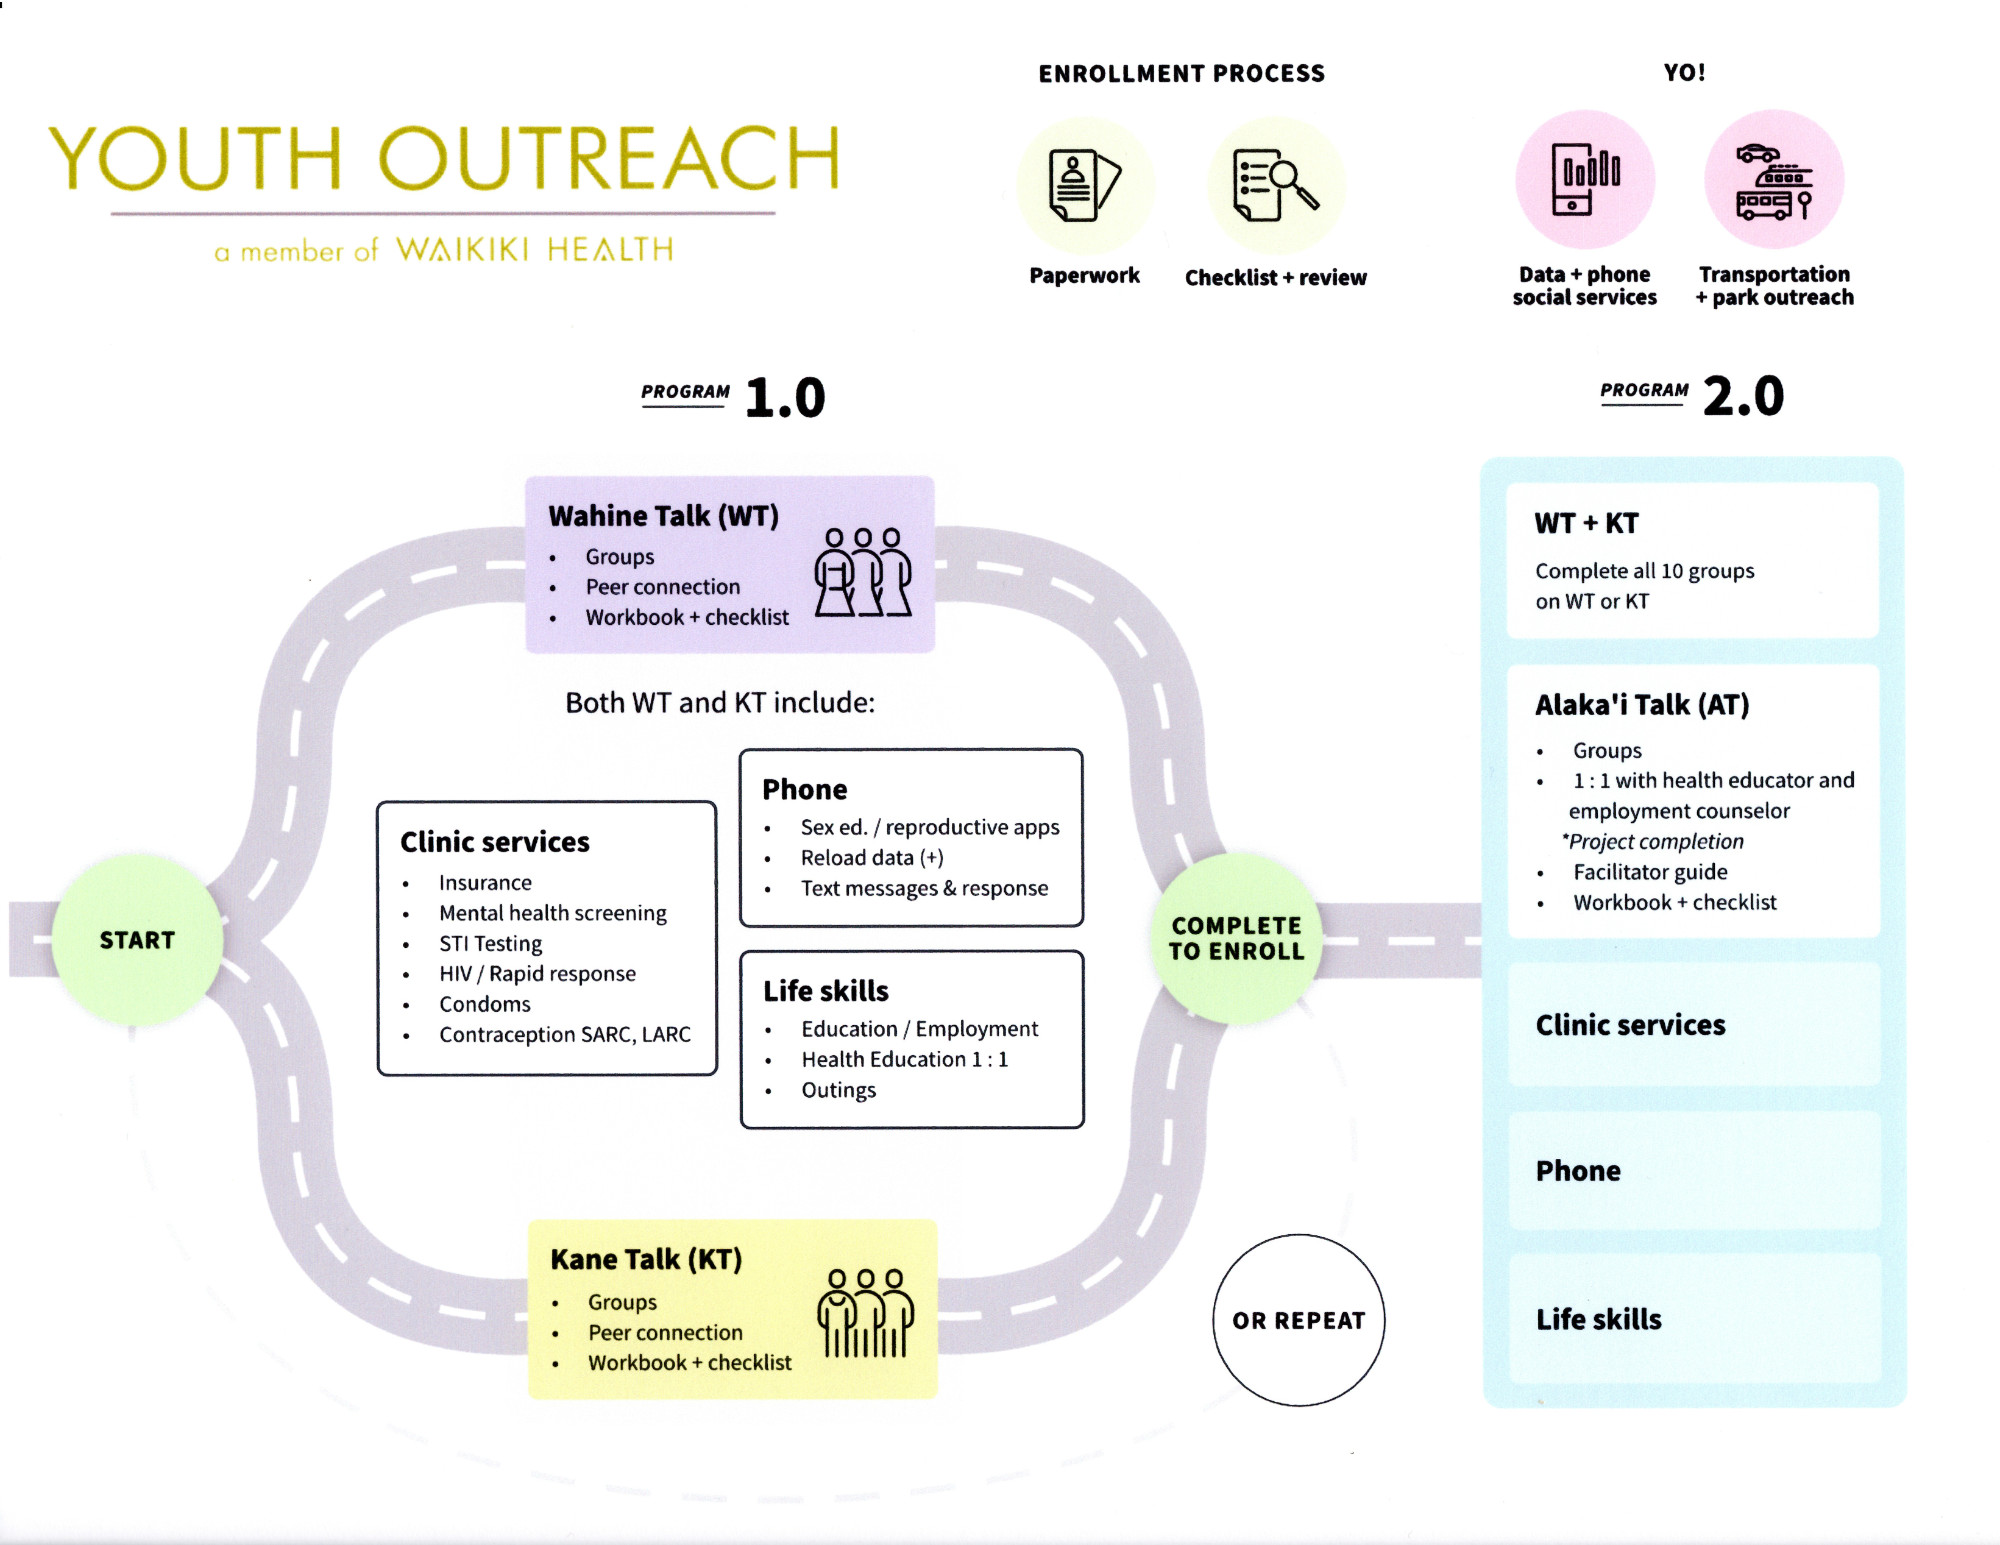 YOUTH OUTREACH
a member of WAIKIKI HEALTH
ENROLLMENT PROCESS
Paperwork
Checklist + review
YO!
Data + phone
social services
Transportation
+ park outreach
PROGRAM 1.0
Wahine Talk (WT)
• Groups
• Peer connection
• Workbook + checklist
Both WT and KT include:
Clinic services
• Insurance
• Mental health screening
• STI Testing
• HIV / Rapid response
• Condoms
• Contraception SARC, LARC
Phone
• Sex ed. / reproductive apps
• Reload data (+)
• Text messages & response
Life skills
• Education / Employment
• Health Education 1 : 1
• Outings
START
COMPLETE
TO ENROLL
Kane Talk (KT)
• Groups
• Peer connection
• Workbook + checklist
OR REPEAT
PROGRAM 2.0
WT + KT
Complete all 10 groups
on WT or KT
Alaka'i Talk (AT)
• Groups
• 1 : 1 with health educator and
employment counselor
*Project completion
• Facilitator guide
• Workbook + checklist
Clinic services
Phone
Life skills